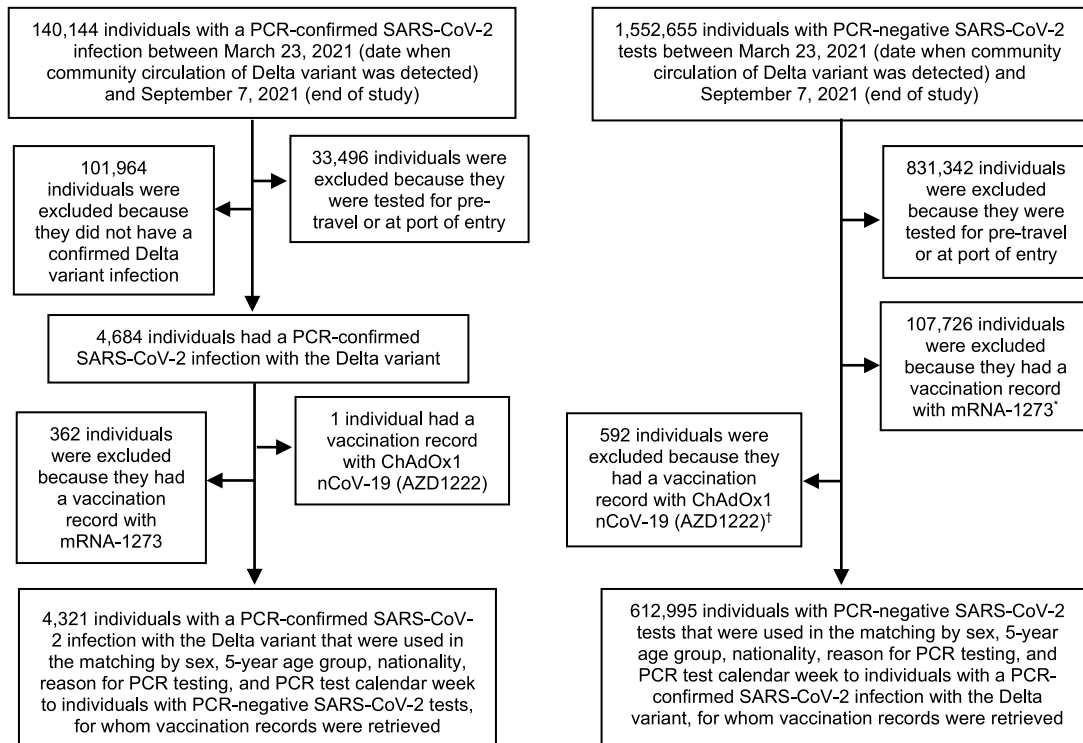 140,144 individuals with a PCR-confirmed SARS-CoV-2
infection between March 23, 2021 (date when
community circulation of Delta variant was detected)
and September 7, 2021 (end of study)
101,964
individuals were
excluded because
they did not have a
confirmed Delta
variant infection
33,496 individuals were
excluded because they
were tested for pre-
travel or at port of entry
4,684 individuals had a PCR-confirmed
SARS-CoV-2 infection with the Delta variant
362 individuals
were excluded
because they had
a vaccination
record with
mRNA-1273
1 individual had a
vaccination record
with ChAdOx1
nCoV-19 (AZD1222)
4,321 individuals with a PCR-confirmed SARS-CoV-
2 infection with the Delta variant that were used in
the matching by sex, 5-year age group, nationality,
reason for PCR testing, and PCR test calendar week
to individuals with PCR-negative SARS-CoV-2 tests,
for whom vaccination records were retrieved
1,552,655 individuals with PCR-negative SARS-CoV-2
tests between March 23, 2021 (date when community
circulation of Delta variant was detected) and
September 7, 2021 (end of study)
831,342 individuals
were excluded
because they were
tested for pre-travel
or at port of entry
107,726 individuals
were excluded
because they had a
vaccination record
with mRNA-1273*
592 individuals were
excluded because they
had a vaccination
record with ChAdOx1
nCoV-19 (AZD1222)†
612,995 individuals with PCR-negative SARS-CoV-2
tests that were used in the matching by sex, 5-year
age group, nationality, reason for PCR testing, and
PCR test calendar week to individuals with a PCR-
confirmed SARS-CoV-2 infection with the Delta
variant, for whom vaccination records were retrieved